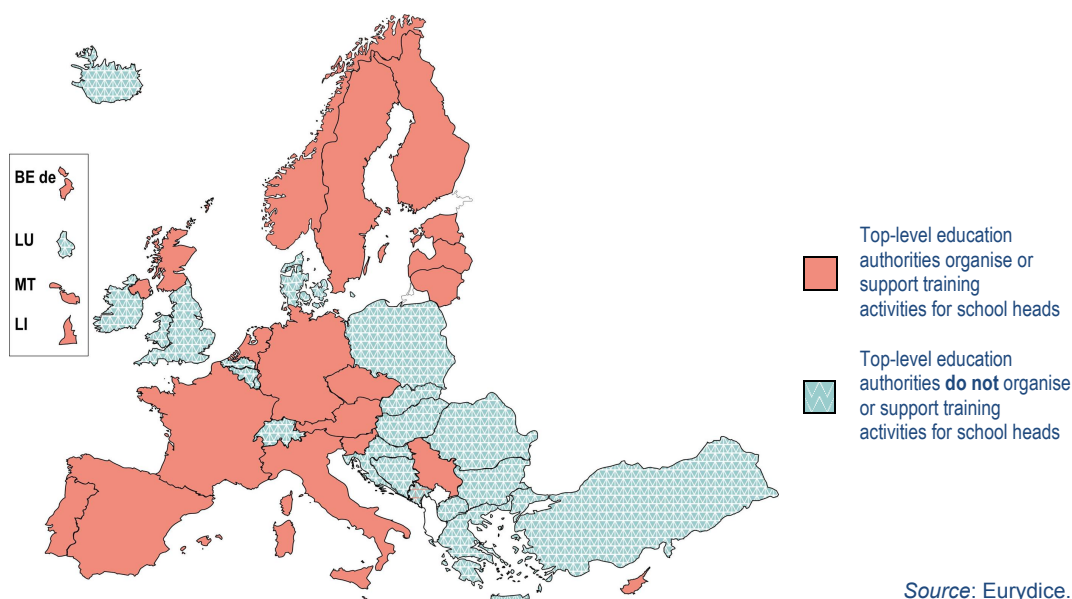 BE de
LU
MT
LI
Top-level education
authorities organise or
support training
activities for school heads
Top-level education
authorities do not organise
or support training
activities for school heads
Source: Eurydice.